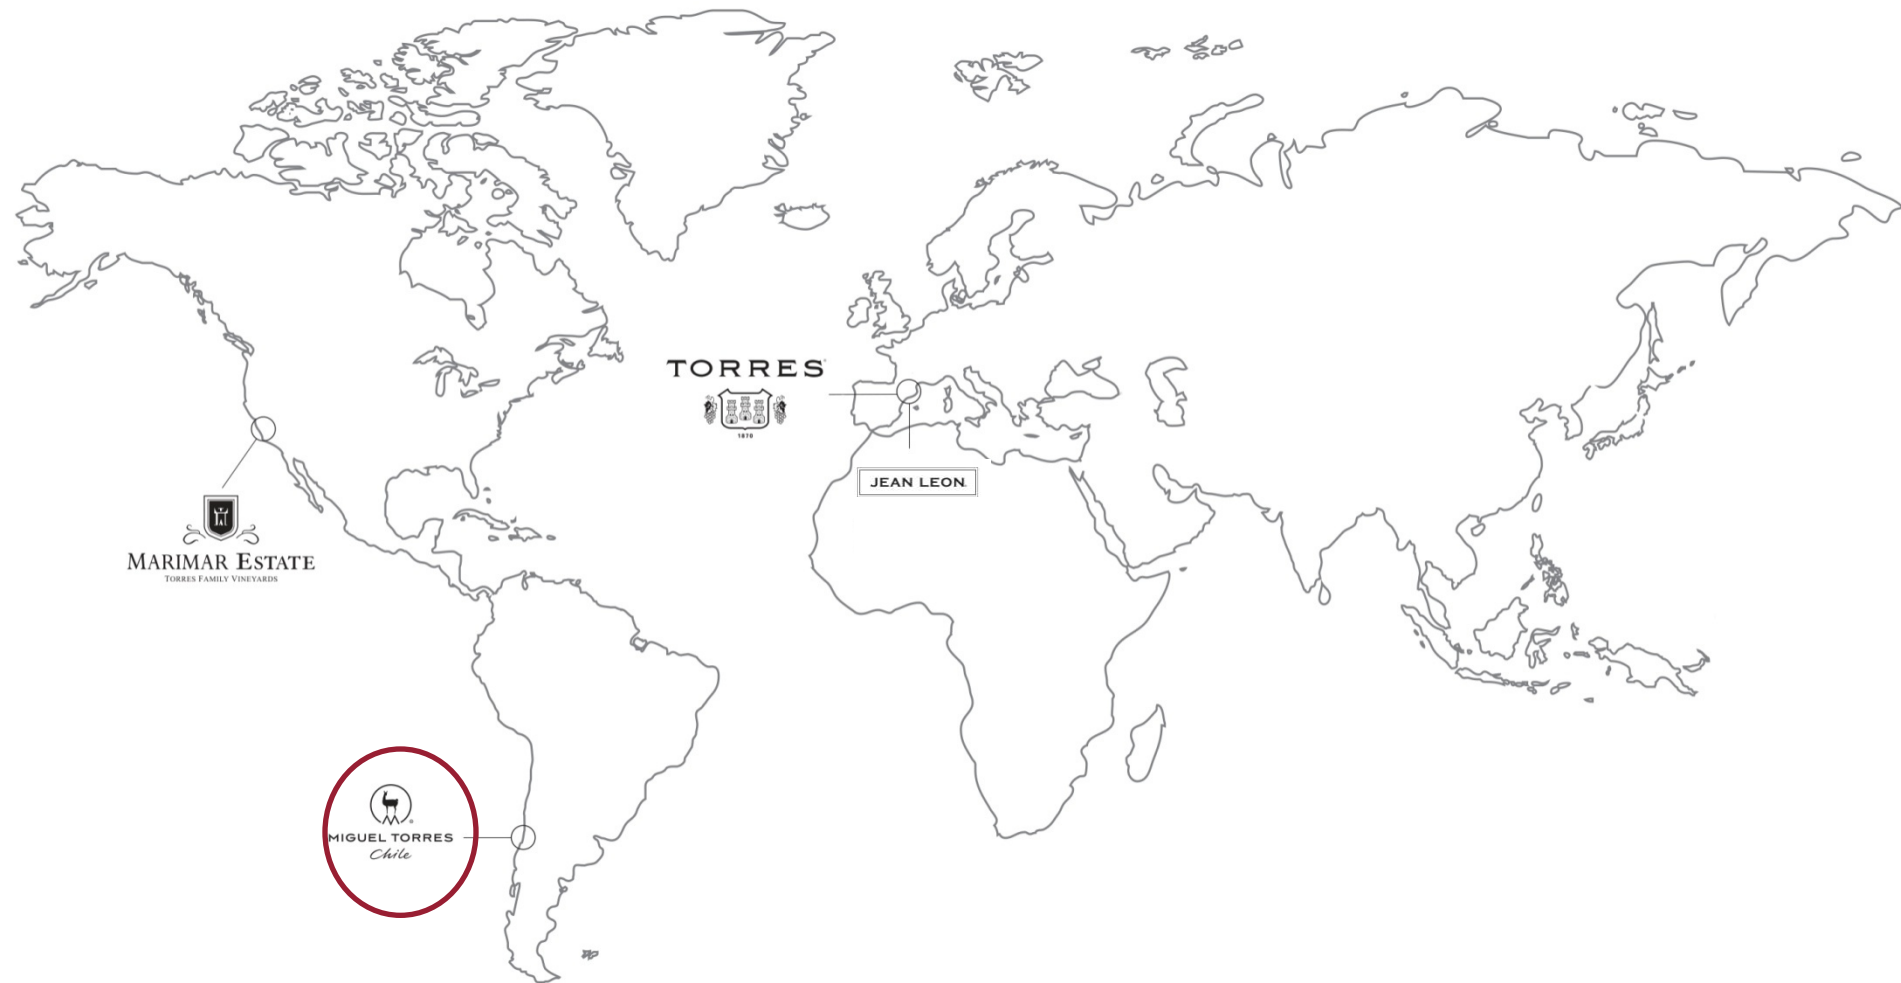 TORRES
1870
JEAN LEON
MARIMAR ESTATE
TORRES FAMILY VINEYARDS
MIGUEL TORRES
Chile